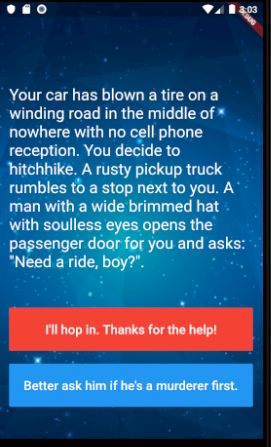 3:03
Your car has blown a tire on a
winding road in the middle of
nowhere with no cell phone
reception. You decide to
hitchhike. A rusty pickup truck
rumbles to a stop next to you. A
man with a wide brimmed hat
with soulless eyes opens the
passenger door for you and asks:
"Need a ride, boy?".
I'll hop in. Thanks for the help!
Better ask him if he's a murderer first.